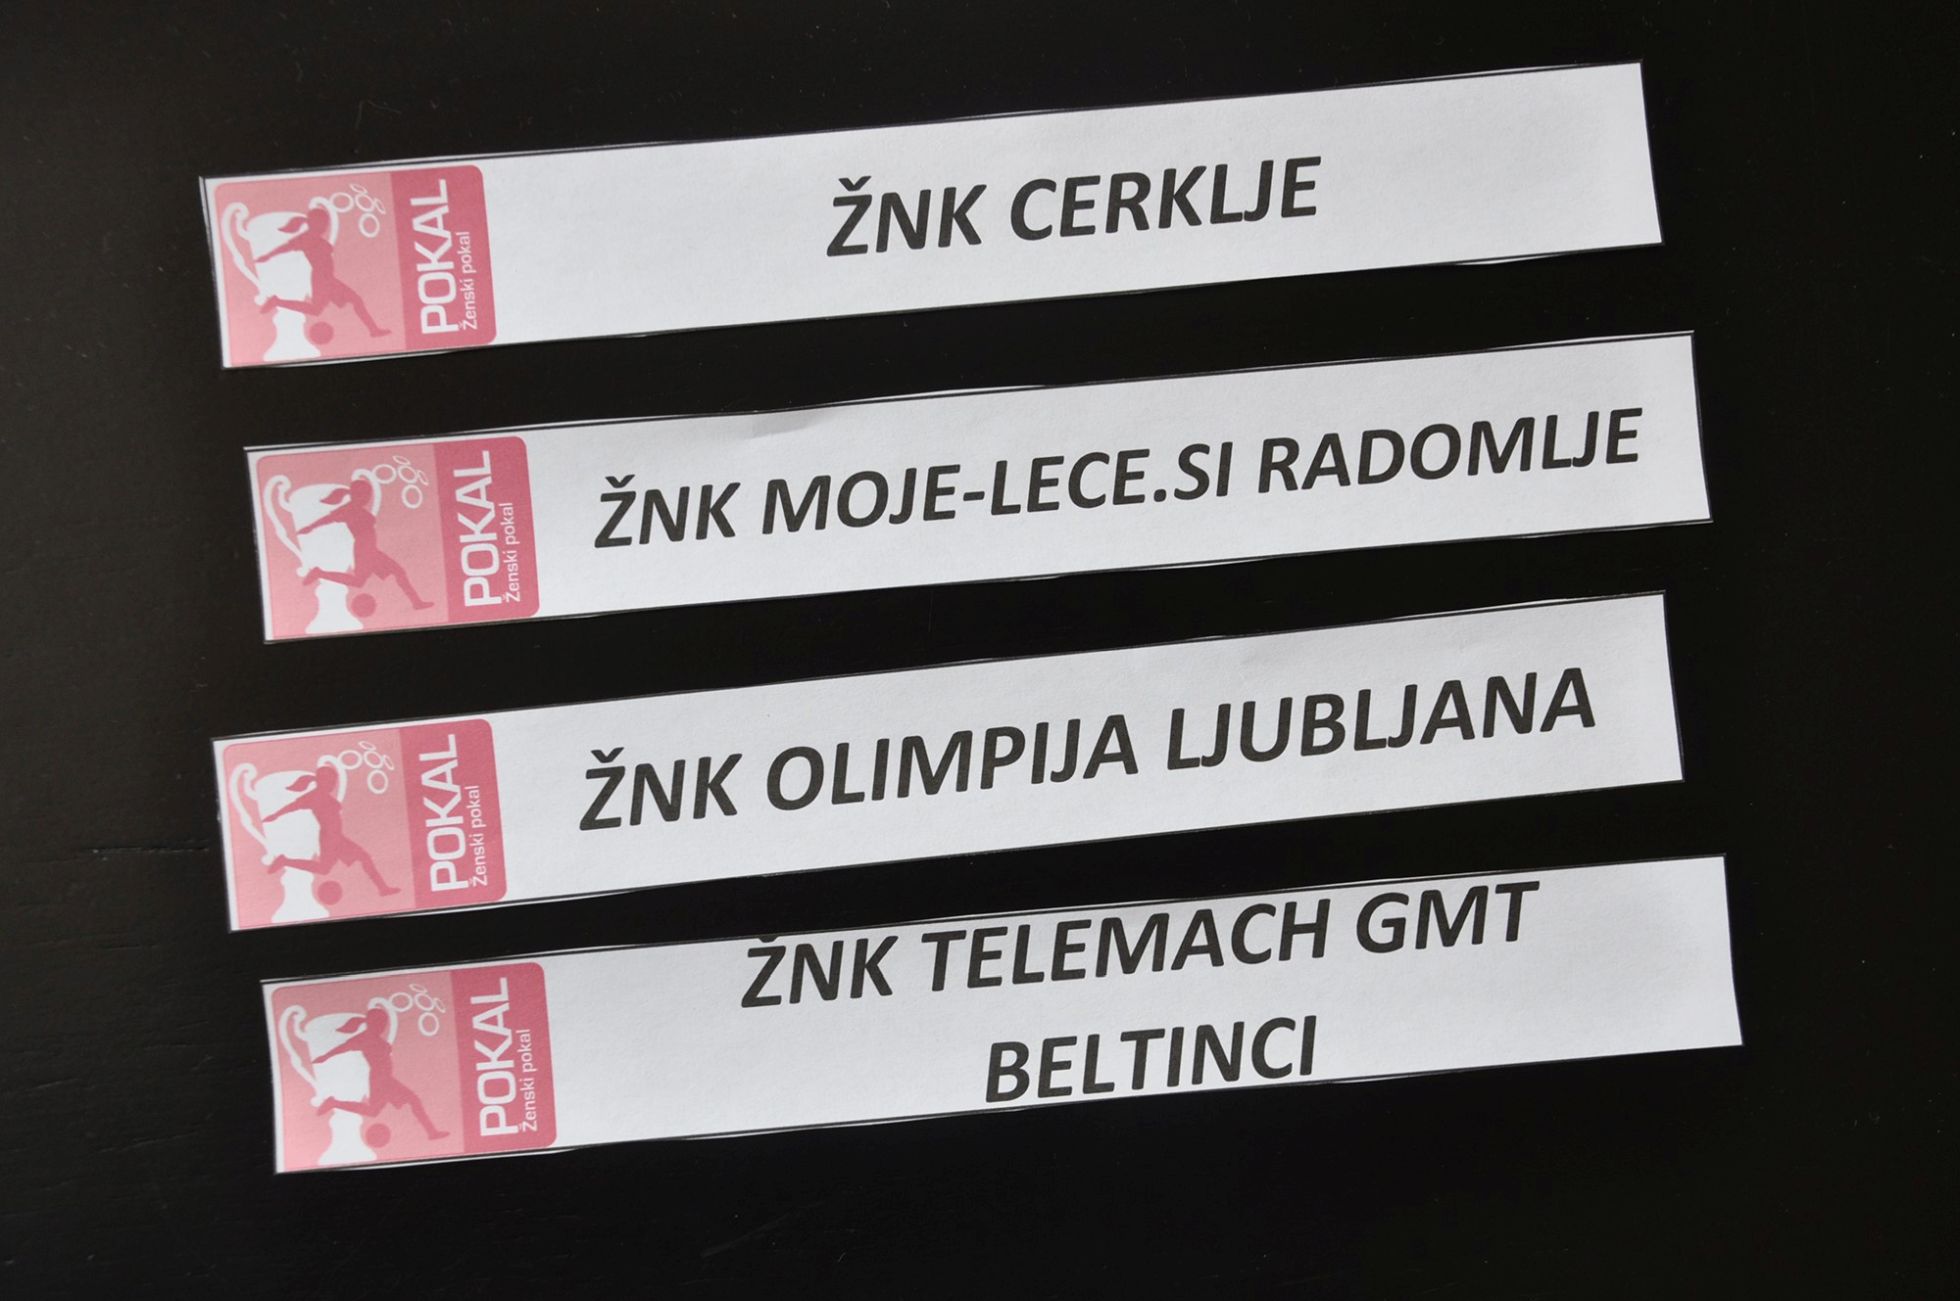 POKAL
Ženski pokal
ŽNK CERKLJE
POKAL
Ženski pokal
ŽNK MOJE-LECE.SI RADOMLJE
POKAL
Ženski pokal
ŽNK OLIMPIJA LJUBLJANA
POKAL
Ženski pokal
ŽNK TELEMACH GMT
BELTINCI